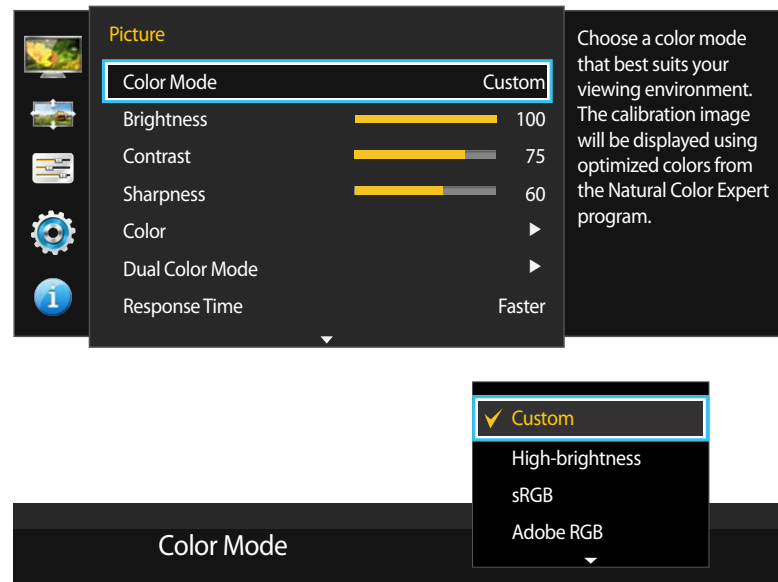 Picture
Color Mode Custom
Brightness 100
Contrast 75
Sharpness 60
Color
Dual Color Mode
Response Time Faster
Choose a color mode
that best suits your
viewing environment.
The calibration image
will be displayed using
optimized colors from
the Natural Color Expert
program.
Custom
High-brightness
sRGB
Adobe RGB
Color Mode